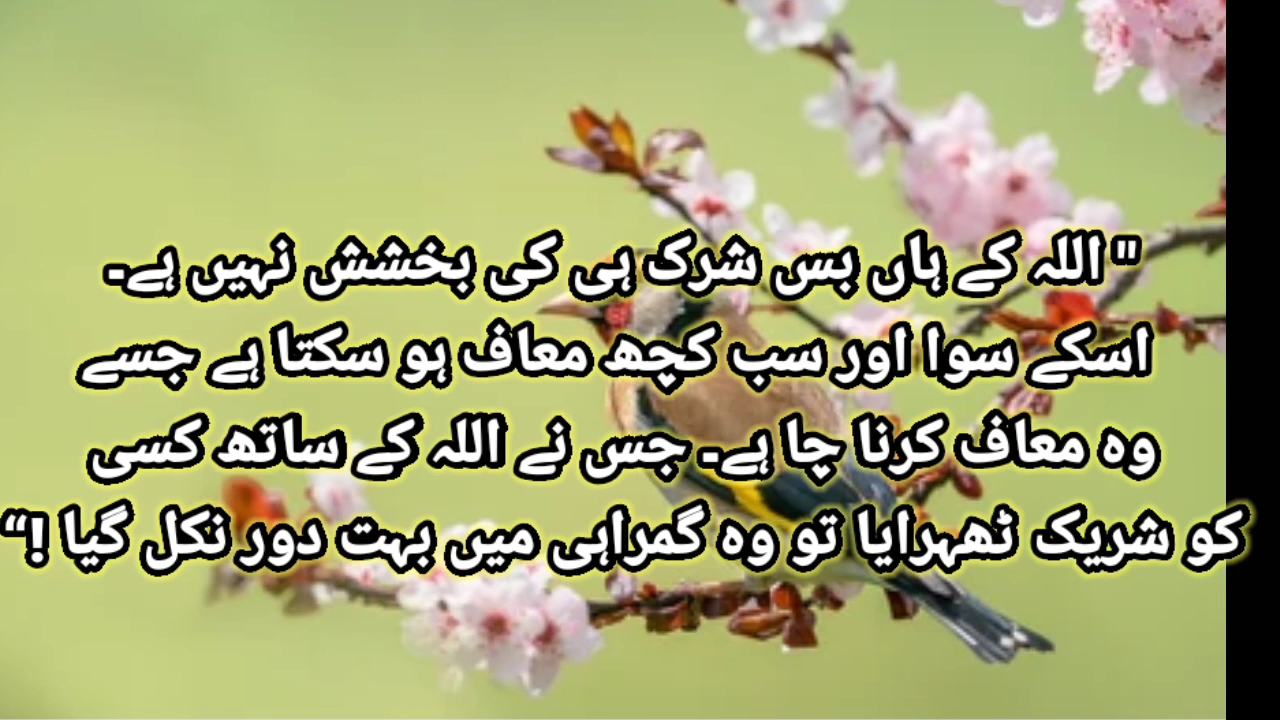 " اللہ کے ہاں بس شرک ہی کی بخشش نہیں ہے۔
اسکے سوا اور سب کچھ معاف ہو سکتا ہے جسے
وہ معاف کرنا چا ہے۔ جس نے اللہ کے ساتھ کسی
کو شریک ٹھہرایا تو وہ گمراہی میں بہت دور نکل گیا !“